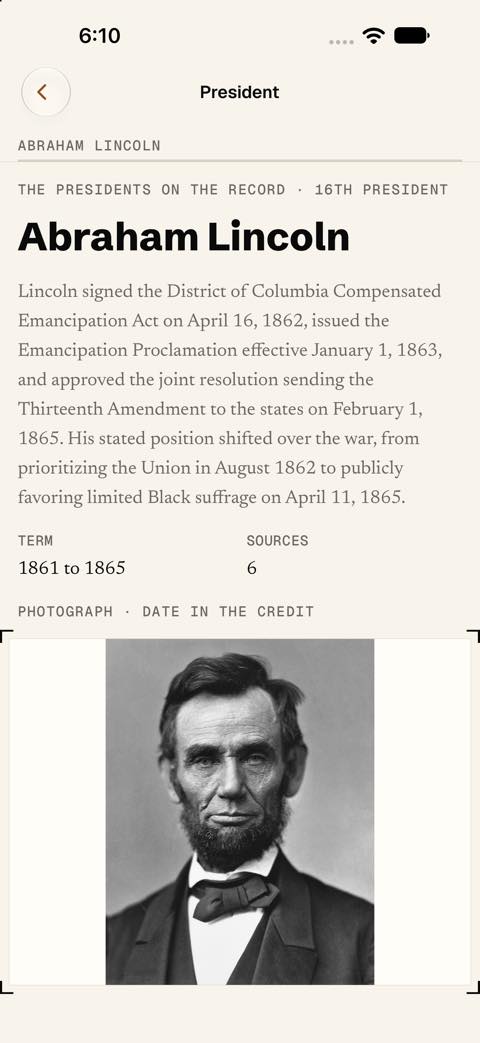 6:10
President
ABRAHAM LINCOLN
THE PRESIDENTS ON THE RECORD · 16TH PRESIDENT
Abraham Lincoln
Lincoln signed the District of Columbia Compensated
Emancipation Act on April 16, 1862, issued the
Emancipation Proclamation effective January 1, 1863,
and approved the joint resolution sending the
Thirteenth Amendment to the states on February 1,
1865. His stated position shifted over the war, from
prioritizing the Union in August 1862 to publicly
favoring limited Black suffrage on April 11, 1865.
TERM
SOURCES
1861 to 1865
6
PHOTOGRAPH · DATE IN THE CREDIT